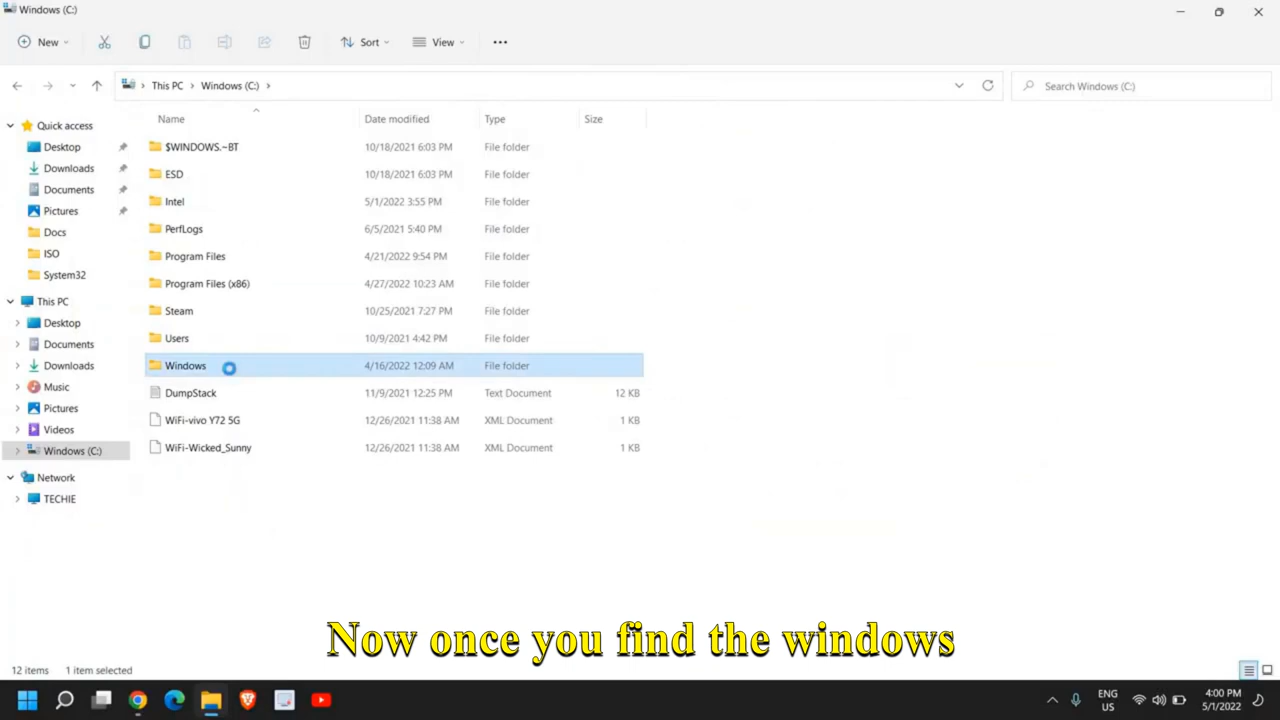 Windows (C:)
New Sort View
This PC Windows (C:) Search Windows (C:)
Name Date modified Type Size
Quick access
Desktop
Downloads
Documents
Pictures
Docs
ISO
System32
This PC
Desktop
Documents
Downloads
Music
Pictures
Videos
Windows (C:)
Network
TECHIE
$WINDOWS.~BT 10/18/2021 6:03 PM File folder
ESD 10/18/2021 6:03 PM File folder
Intel 5/1/2022 3:55 PM File folder
PerfLogs 6/5/2021 5:40 PM File folder
Program Files 4/21/2022 9:54 PM File folder
Program Files (x86) 4/27/2022 10:23 AM File folder
Steam 10/25/2021 7:27 PM File folder
Users 10/9/2021 4:42 PM File folder
Windows 4/16/2022 12:09 AM File folder
DumpStack 11/9/2021 12:25 PM Text Document 12 KB
WiFi-vivo Y72 5G 12/26/2021 11:38 AM XML Document 1 KB
WiFi-Wicked_Sunny 12/26/2021 11:38 AM XML Document 1 KB
Now once you find the windows
12 items 1 item selected
ENG
US
4:00 PM
5/1/2022